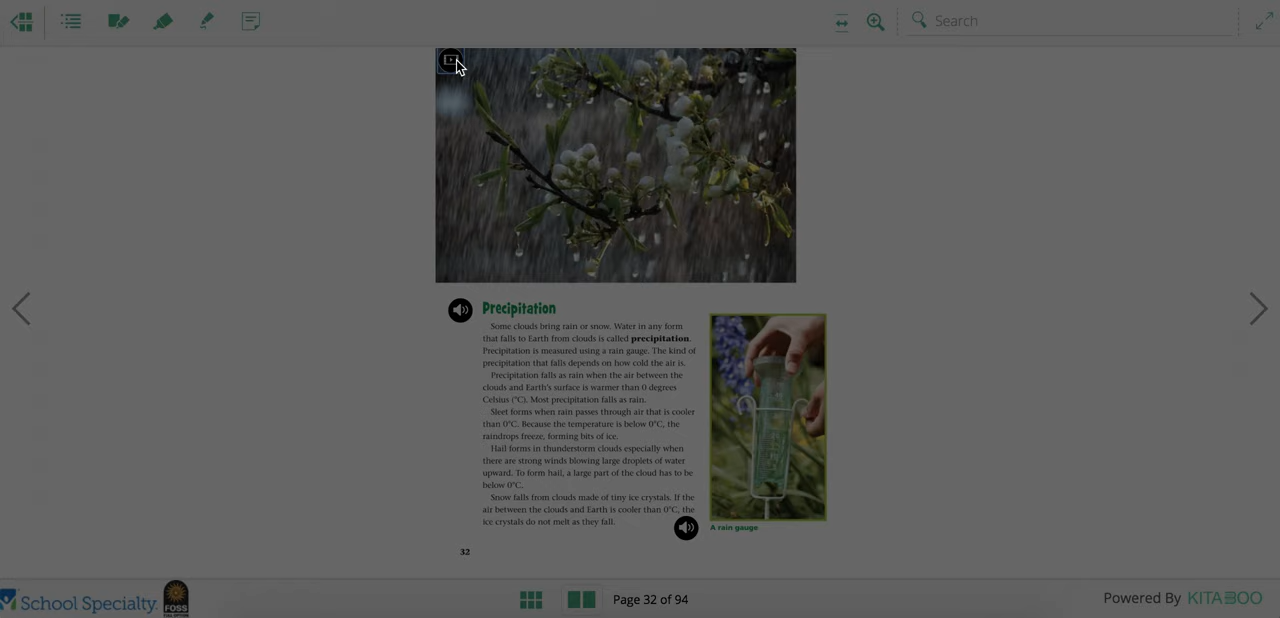 Search
Precipitation
Some clouds bring rain or snow. Water in any form
that falls to Earth from clouds is called precipitation.
Precipitation is measured using a rain gauge. The kind of
precipitation that falls depends on how cold the air is.
Precipitation falls as rain when the air between the
clouds and Earth's surface is warmer than 0 degrees
Celsius (°C). Most precipitation falls as rain.
Sleet forms when rain passes through air that is cooler
than 0°C. Because the temperature is below 0°C, the
raindrops freeze, forming bits of ice.
Hail forms in thunderstorm clouds especially when
there are strong winds blowing large droplets of water
upward. To form hail, a large part of the cloud has to be
below 0°C.
Snow falls from clouds made of tiny ice crystals. If the
air between the clouds and Earth is cooler than 0°C, the
ice crystals do not melt as they fall.
A rain gauge
32
School Specialty.
FOSS
Page 32 of 94
Powered By KITABOO